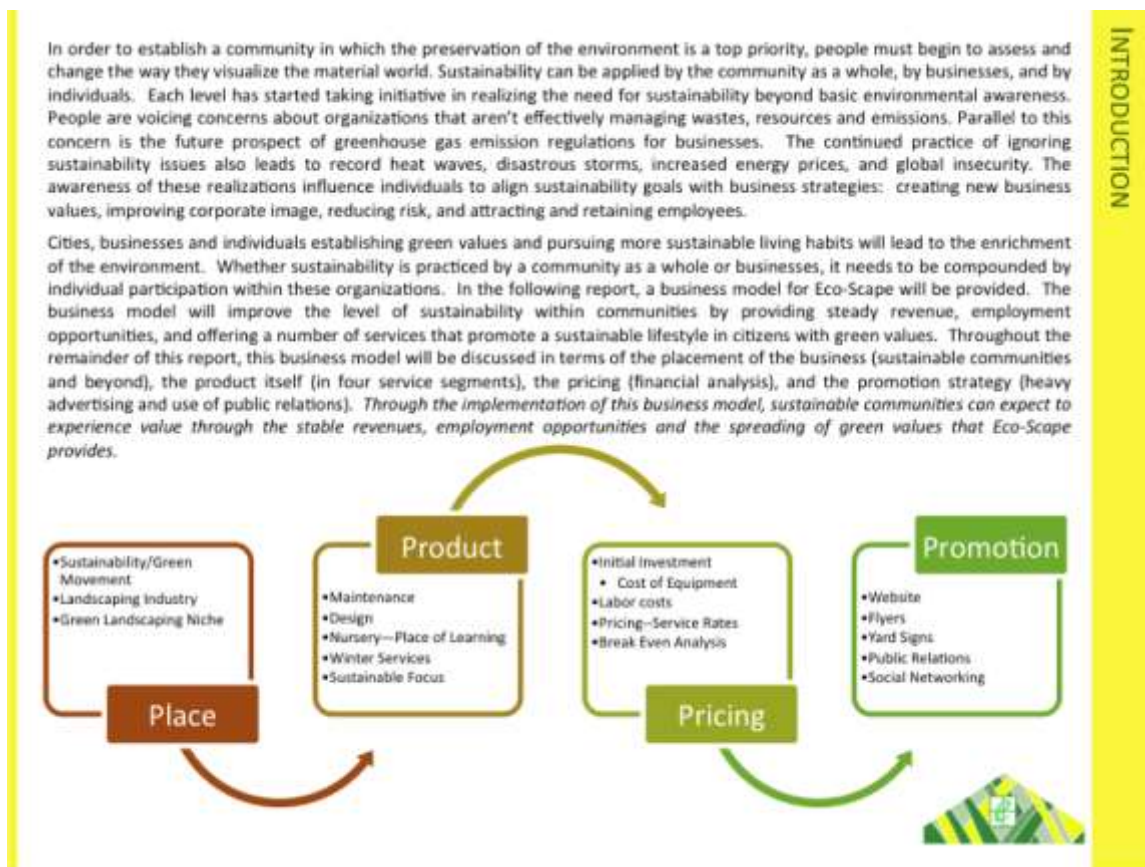 INTRODUCTION
In order to establish a community in which the preservation of the environment is a top priority, people must begin to assess and
change the way they visualize the material world. Sustainability can be applied by the community as a whole, by businesses, and by
individuals. Each level has started taking initiative in realizing the need for sustainability beyond basic environmental awareness.
People are voicing concerns about organizations that aren't effectively managing wastes, resources and emissions. Parallel to this
concern is the future prospect of greenhouse gas emission regulations for businesses. The continued practice of ignoring
sustainability issues also leads to record heat waves, disastrous storms, increased energy prices, and global insecurity. The
awareness of these realizations influence individuals to align sustainability goals with business strategies: creating new business
values, improving corporate image, reducing risk, and attracting and retaining employees.
Cities, businesses and individuals establishing green values and pursuing more sustainable living habits will lead to the enrichment
of the environment. Whether sustainability is practiced by a community as a whole or businesses, it needs to be compounded by
individual participation within these organizations. In the following report, a business model for Eco-Scape will be provided. The
business model will improve the level of sustainability within communities by providing steady revenue, employment
opportunities, and offering a number of services that promote a sustainable lifestyle in citizens with green values. Throughout the
remainder of this report, this business model will be discussed in terms of the placement of the business (sustainable communities
and beyond), the product itself (in four service segments), the pricing (financial analysis), and the promotion strategy (heavy
advertising and use of public relations). Through the implementation of this business model, sustainable communities can expect to
experience value through the stable revenues, employment opportunities and the spreading of green values that Eco-Scape
provides.
•Sustainability/Green
Movement
•Landscaping Industry
•Green Landscaping Niche
Place
Product
•Maintenance
•Design
•Nursery—Place of Learning
•Winter Services
•Sustainable Focus
•Initial Investment
• Cost of Equipment
•Labor costs
•Pricing--Service Rates
•Break Even Analysis
Pricing
Promotion
•Website
•Flyers
•Yard Signs
•Public Relations
•Social Networking